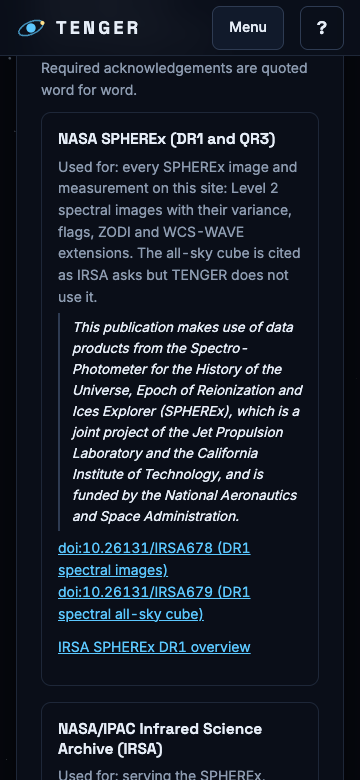 TENGER
Menu
?
Required acknowledgements are quoted
word for word.
NASA SPHEREx (DR1 and QR3)
Used for: every SPHEREx image and
measurement on this site: Level 2
spectral images with their variance,
flags, ZODI and WCS-WAVE
extensions. The all-sky cube is cited
as IRSA asks but TENGER does not
use it.
This publication makes use of data
products from the Spectro-
Photometer for the History of the
Universe, Epoch of Reionization and
Ices Explorer (SPHEREx), which is a
joint project of the Jet Propulsion
Laboratory and the California
Institute of Technology, and is
funded by the National Aeronautics
and Space Administration.
doi:10.26131/IRSA678 (DR1
spectral images)
doi:10.26131/IRSA679 (DR1
spectral all-sky cube)
IRSA SPHEREx DR1 overview
NASA/IPAC Infrared Science
Archive (IRSA)
Used for: serving the SPHEREx,